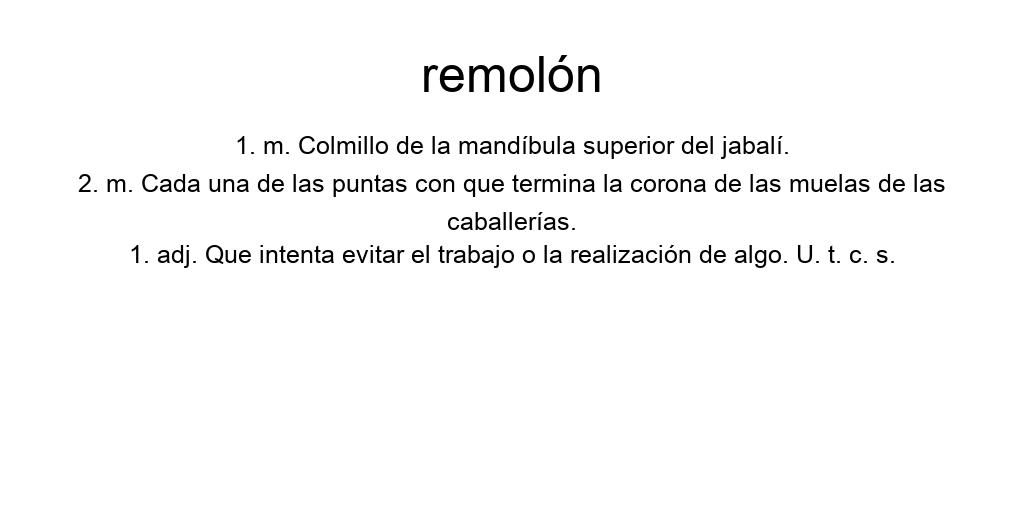 remolón
1. m. Colmillo de la mandíbula superior del jabalí.
2. m. Cada una de las puntas con que termina la corona de las muelas de las
caballerías.
1. adj. Que intenta evitar el trabajo o la realización de algo. U. t. c. s.